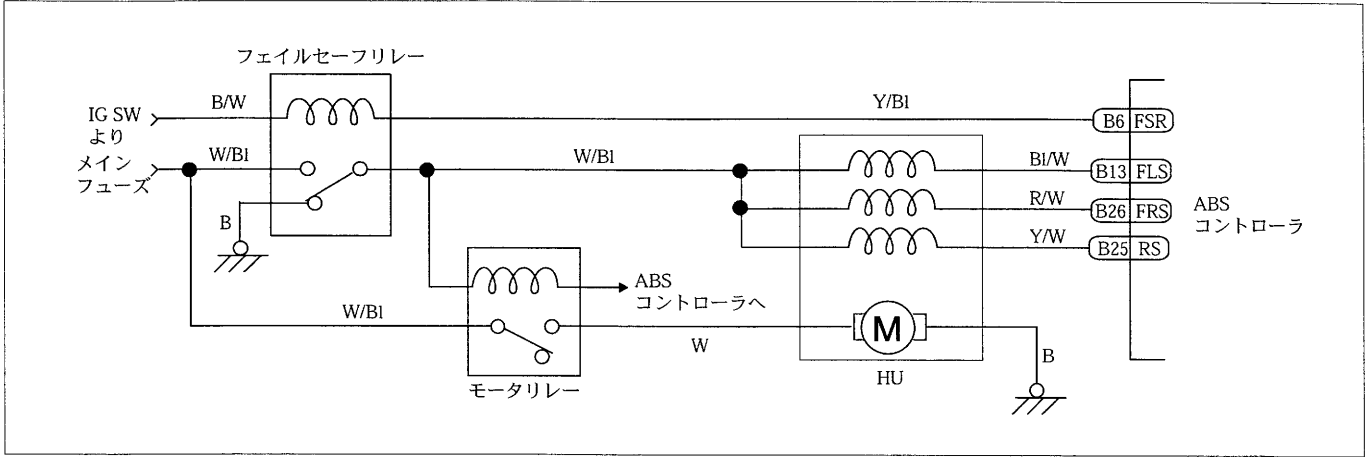 フェイルセーフリレー
IG SW
より
B/W
Y/Bl
B6 FSR
メイン
フューズ
W/Bl
W/Bl
Bl/W
B13 FLS
R/W
B26 FRS
ABS
コントローラ
B
Y/W
B25 RS
ABS
コントローラへ
W/Bl
W
M
B
モータリレー
HU